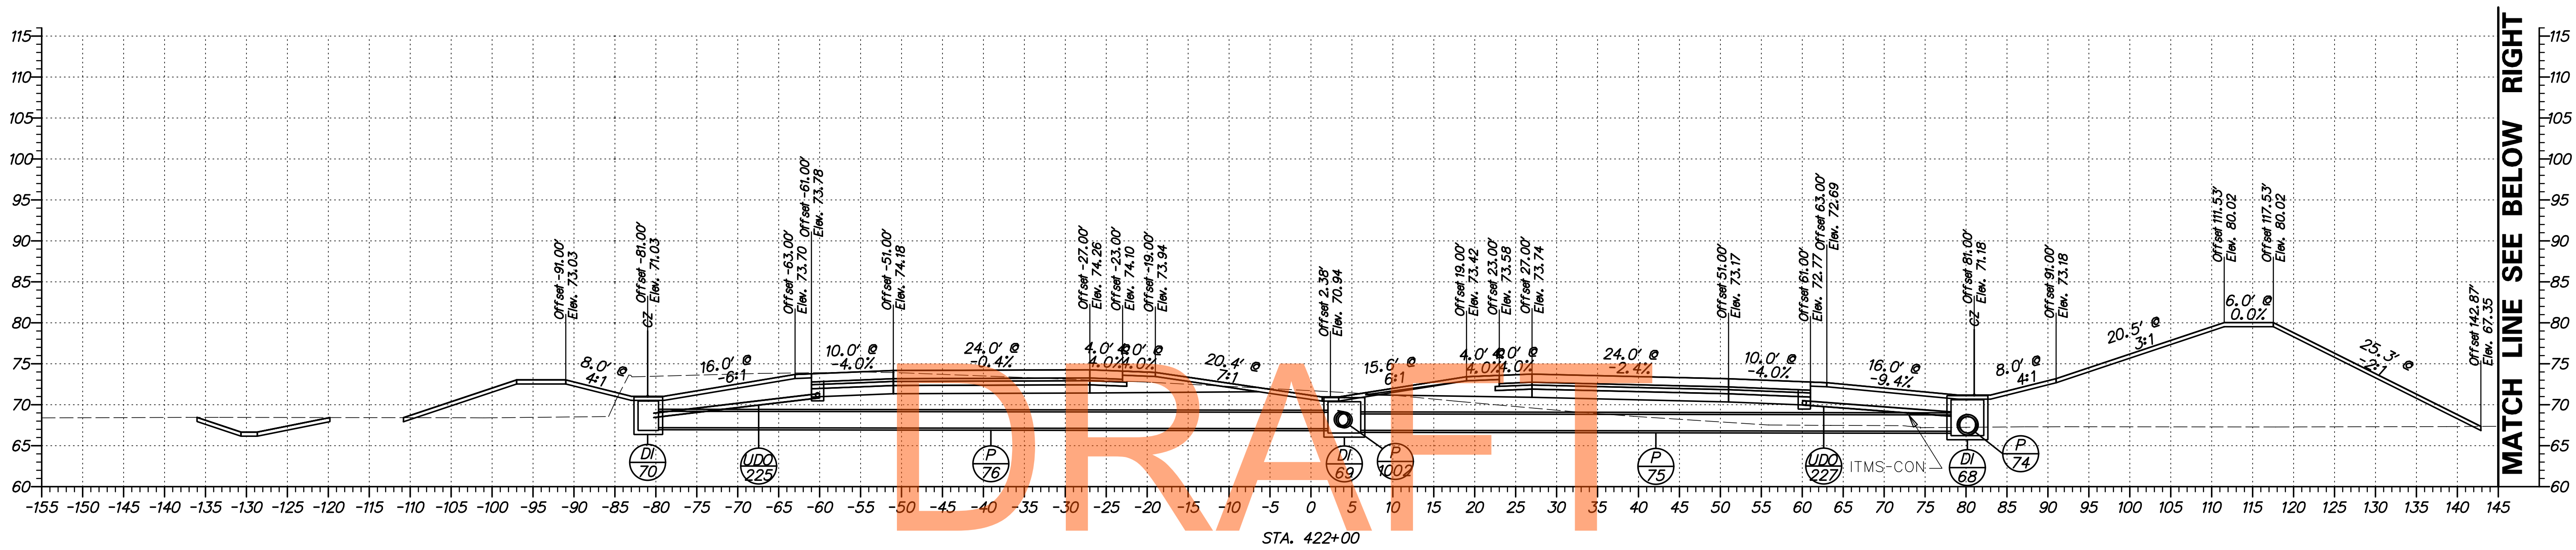 115
110
105
100
95
90
85
80
75
70
65
60
Offset -91.00'
Elev. 73.03
Offset -81.00'
Elev. 71.03
CZ
Offset -63.00'
Elev. 73.70
Offset -61.00'
Elev. 73.78
Offset -51.00'
Elev. 74.18
Offset -27.00'
Elev. 74.26
Offset -23.00'
Elev. 74.10
Offset -19.00'
Elev. 73.94
Offset 2.38'
Elev. 70.94
Offset 19.00'
Elev. 73.42
Offset 23.00'
Elev. 73.58
Offset 27.00'
Elev. 73.74
Offset 51.00'
Elev. 73.17
Offset 61.00'
Elev. 72.77
Offset 63.00'
Elev. 72.69
Offset 81.00'
Elev. 71.18
CZ
Offset 91.00'
Elev. 73.18
Offset 111.53'
Elev. 80.02
Offset 117.53'
Elev. 80.02
Offset 142.87'
Elev. 67.35
8.0' @
4:1
16.0' @
-6:1
10.0' @
-4.0%
24.0' @
-0.4%
4.0' @
4.0%
4.0' @
4.0%
20.4' @
7:1
15.6' @
6:1
4.0' @
4.0%
4.0' @
4.0%
24.0' @
-2.4%
10.0' @
-4.0%
16.0' @
-9.4%
8.0' @
4:1
20.5' @
3:1
6.0' @
0.0%
25.3' @
-2:1
DI
70
UDO
225
P
76
DI
69
P
1002
P
75
UDO
227
ITMS-CON
DI
68
P
74
DRAFT
-155 -150 -145 -140 -135 -130 -125 -120 -115 -110 -105 -100 -95 -90 -85 -80 -75 -70 -65 -60 -55 -50 -45 -40 -35 -30 -25 -20 -15 -10 -5 0 5 10 15 20 25 30 35 40 45 50 55 60 65 70 75 80 85 90 95 100 105 110 115 120 125 130 135 140 145
STA. 422+00
MATCH LINE SEE BELOW RIGHT
115
110
105
100
95
90
85
80
75
70
65
60